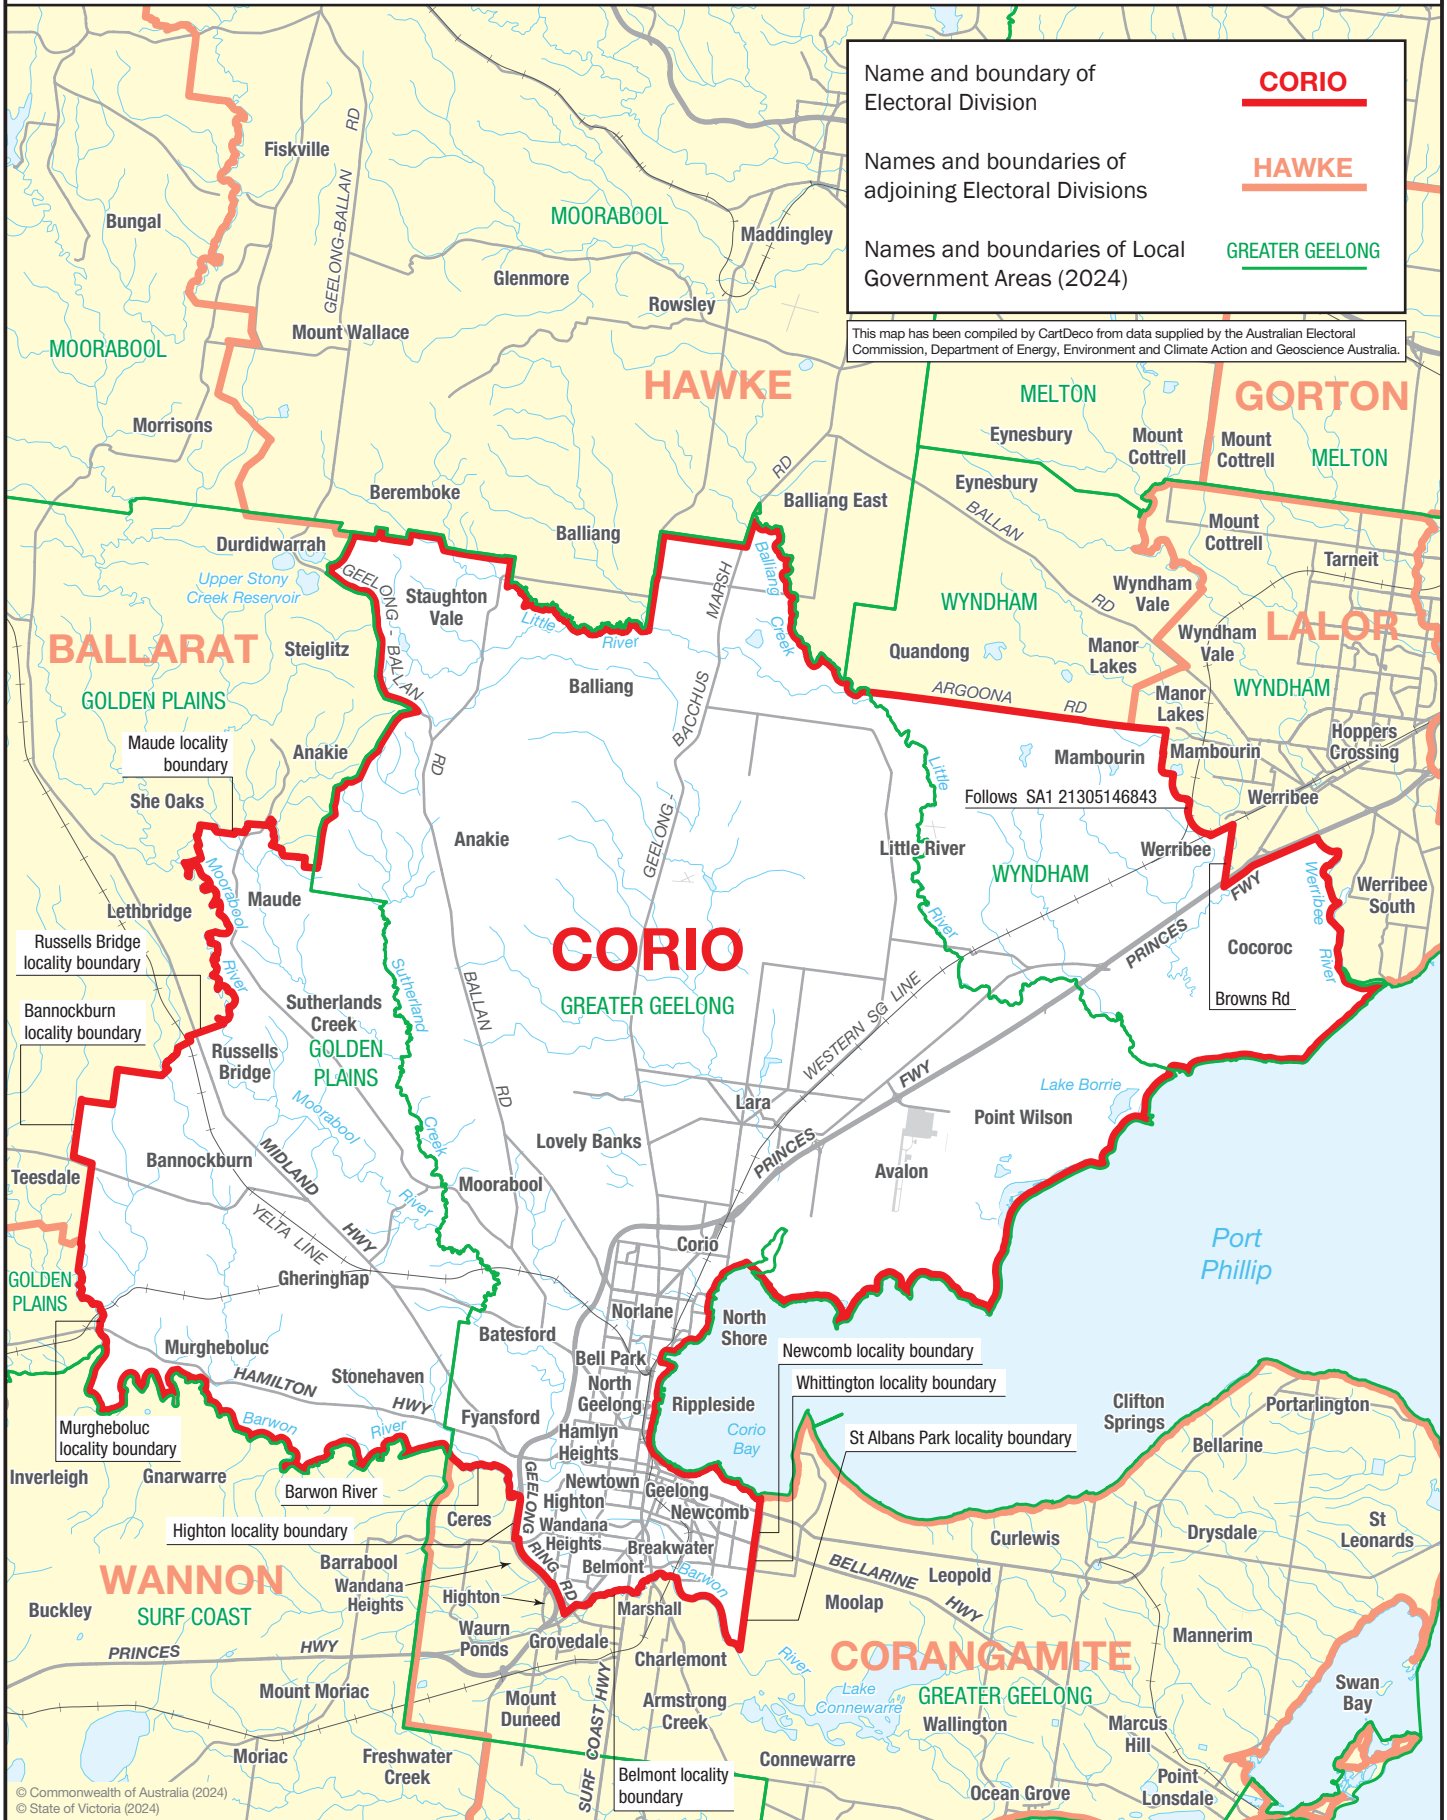 Name and boundary of
Electoral Division
CORIO
Names and boundaries of
adjoining Electoral Divisions
HAWKE
Names and boundaries of Local
Government Areas (2024)
GREATER GEELONG
This map has been compiled by CartDeco from data supplied by the Australian Electoral
Commission, Department of Energy, Environment and Climate Action and Geoscience Australia.
Fiskville
GEELONG-BALLAN
RD
Bungal
MOORABOOL
Maddingley
Glenmore
Rowsley
Mount Wallace
MOORABOOL
HAWKE
MELTON
GORTON
Morrisons
Eynesbury
Mount
Cottrell
Mount
Cottrell
MELTON
RD
Beremboke
Balliang East
Eynesbury
BALLAN
RD
Balliang
Mount
Cottrell
Durdidwarrah
Tarneit
Upper Stony
Creek Reservoir
GEELONG - BALLAN
RD
Staughton
Vale
Little
River
MARSH
Balliang
Creek
WYNDHAM
Wyndham
Vale
Wyndham
Vale
LALOR
BALLARAT
Steiglitz
Quandong
Manor
Lakes
WYNDHAM
GOLDEN PLAINS
Balliang
BACCHUS
ARGOONA
RD
Manor
Lakes
Maude locality
boundary
Anakie
Hoppers
Crossing
Mambourin
Mambourin
Little
She Oaks
Follows SA1 21305146843
Werribee
Anakie
GEELONG -
Little River
Werribee
WYNDHAM
Moorabool
River
Maude
Lethbridge
FWY
Werribee
River
Werribee
South
Russells Bridge
locality boundary
CORIO
River
PRINCES
Cocoroc
Sutherland
Creek
BALLAN
RD
Sutherlands
Creek
GREATER GEELONG
WESTERN SG LINE
Browns Rd
Bannockburn
locality boundary
GOLDEN
PLAINS
Russells
Bridge
FWY
Lake Borrie
Moorabool
River
Lara
Point Wilson
Lovely Banks
PRINCES
MIDLAND
HWY
Bannockburn
Avalon
Teesdale
Moorabool
YELTA LINE
Corio
Port
Phillip
Gheringhap
GOLDEN
PLAINS
Norlane
North
Shore
Batesford
Murgheboluc
Bell Park
Newcomb locality boundary
HAMILTON
HWY
Stonehaven
North
Geelong
Whittington locality boundary
Rippleside
Clifton
Springs
Portarlington
Murgheboluc
locality boundary
Barwon
River
Fyansford
Hamlyn
Heights
Corio
Bay
St Albans Park locality boundary
Bellarine
Inverleigh
Gnarwarre
Barwon River
GEELONG
RING RD
Newtown
Geelong
Highton
Newcomb
Highton locality boundary
Ceres
Wandana
Heights
Breakwater
St
Leonards
Curlewis
Drysdale
Barrabool
Belmont
Barwon
BELLARINE
HWY
Leopold
WANNON
Wandana
Heights
Highton
Buckley
SURF COAST
Marshall
Moolap
Waurn
Ponds
Grovedale
Mannerim
PRINCES
HWY
Charlemont
River
CORANGAMITE
Lake
Connewarre
Swan
Bay
Mount Moriac
Mount
Duneed
SURF COAST HWY
Armstrong
Creek
GREATER GEELONG
Wallington
Marcus
Hill
Moriac
Freshwater
Creek
Connewarre
Belmont locality
boundary
Ocean Grove
Point
Lonsdale
© Commonwealth of Australia (2024)
© State of Victoria (2024)